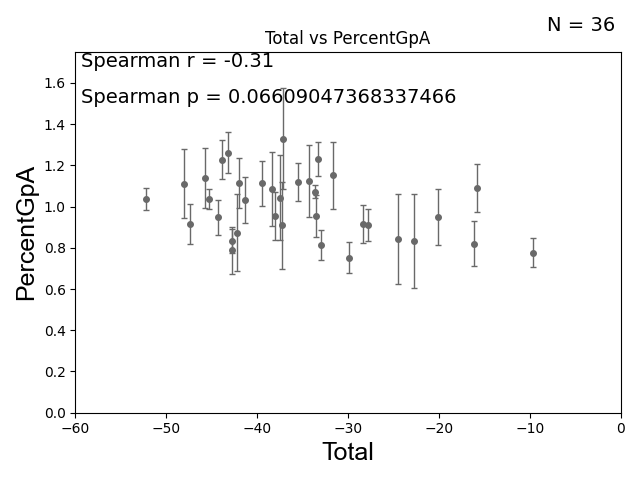 N = 36
Total vs PercentGpA
Spearman r = -0.31
Spearman p = 0.06609047368337466
1.6
1.4
1.2
1.0
0.8
0.6
0.4
0.2
0.0
PercentGpA
−60 −50 −40 −30 −20 −10 0
Total